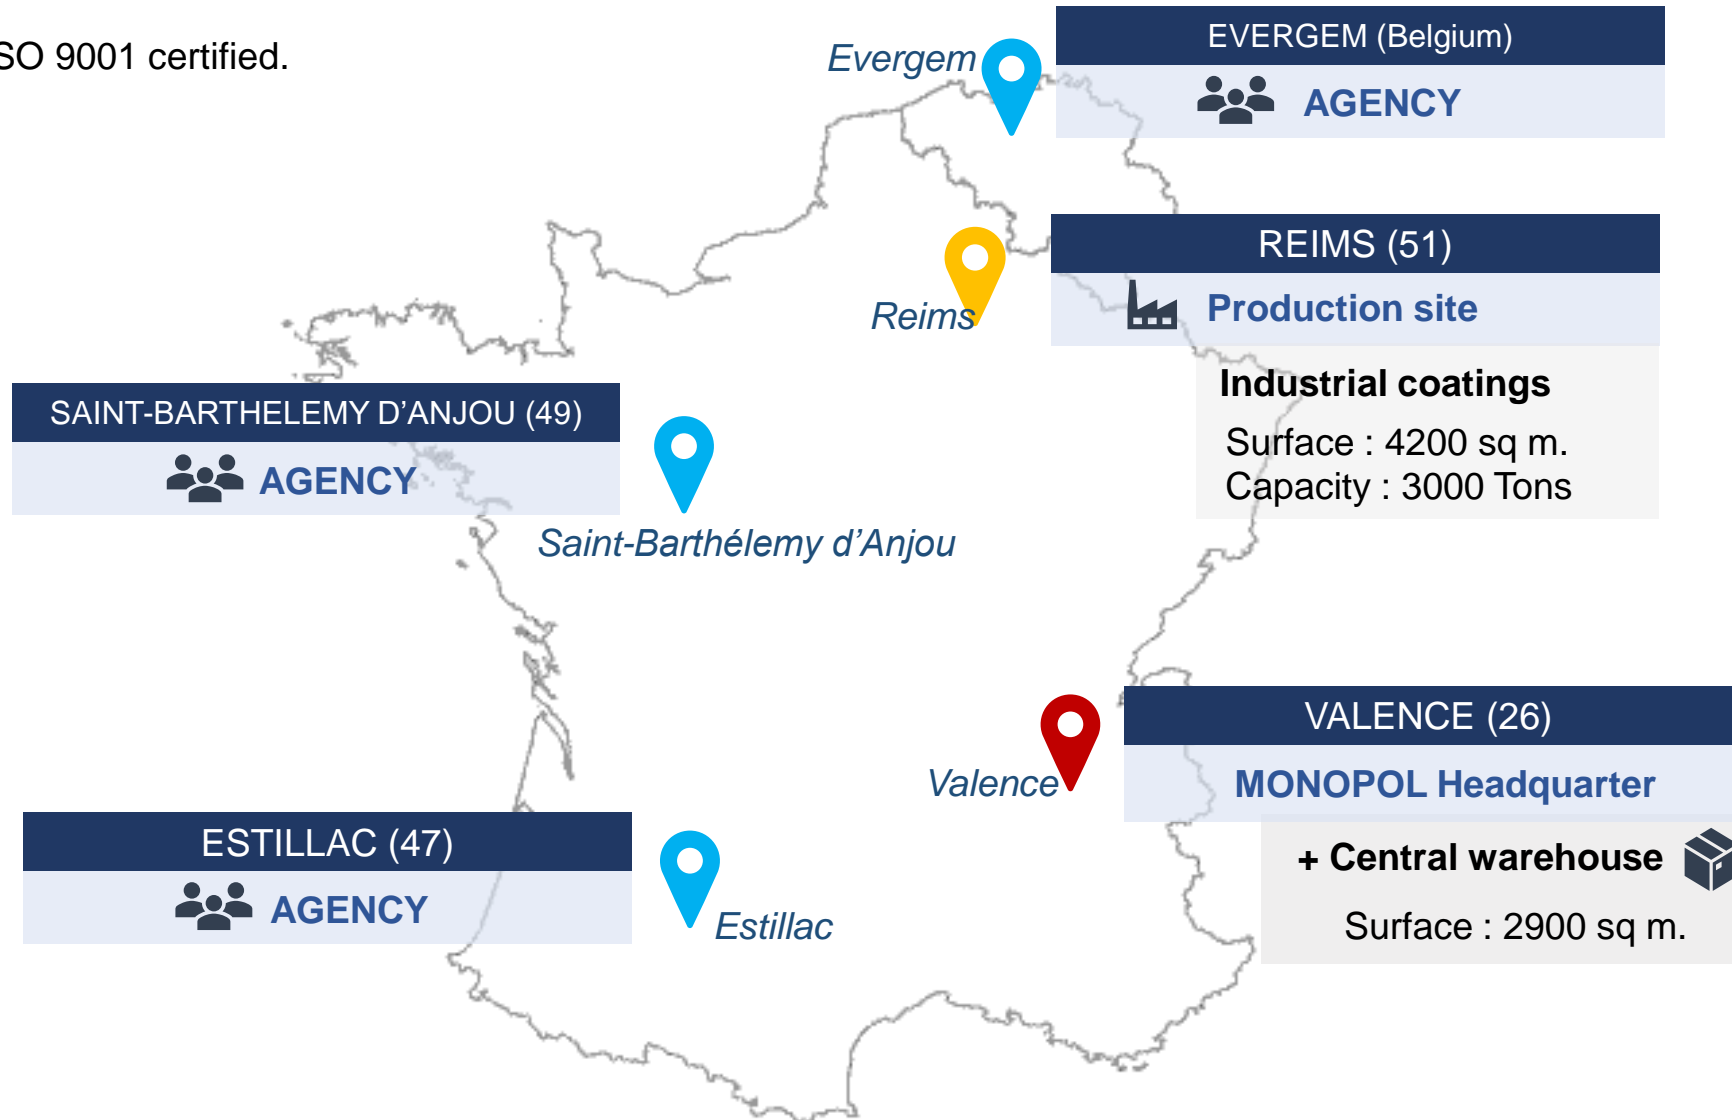 SO 9001 certified.
Evergem
EVERGEM (Belgium)
AGENCY
REIMS (51)
Production site
Reims
Industrial coatings
Surface : 4200 sq m.
Capacity : 3000 Tons
SAINT-BARTHELEMY D’ANJOU (49)
AGENCY
Saint-Barthélemy d’Anjou
VALENCE (26)
MONOPOL Headquarter
Valence
+ Central warehouse
Surface : 2900 sq m.
ESTILLAC (47)
AGENCY
Estillac